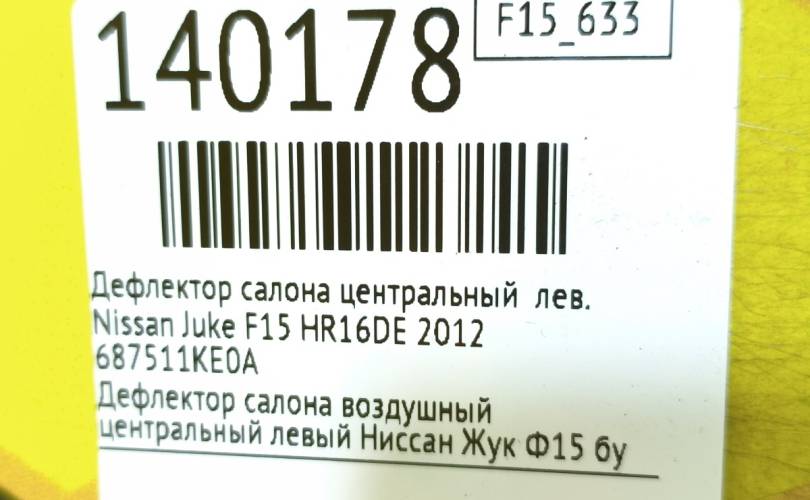 140178
F15_633
Дефлектор салона центральный лев.
Nissan Juke F15 HR16DE 2012
687511KE0A
Дефлектор салона воздушный
центральный левый Ниссан Жук Ф15 бу